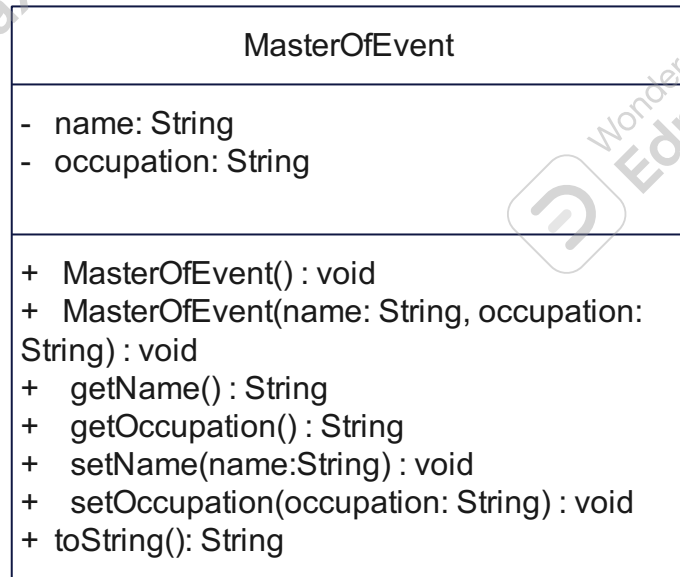 MasterOfEvent
- name: String
- occupation: String
+ MasterOfEvent() : void
+ MasterOfEvent(name: String, occupation:
String) : void
+ getName() : String
+ getOccupation() : String
+ setName(name:String) : void
+ setOccupation(occupation: String) : void
+ toString(): String